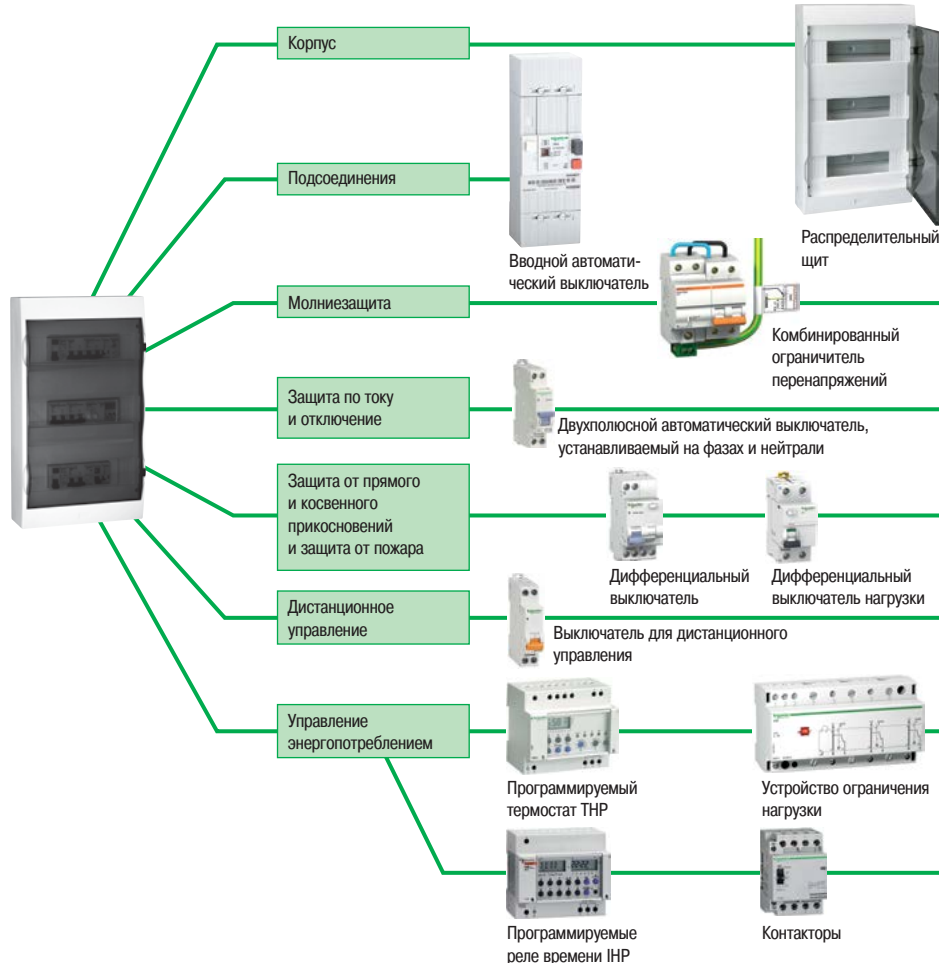 Корпус
Распределительный
щит
Подсоединения
Вводной автомати-
ческий выключатель
Молниезащита
Комбинированный
ограничитель
перенапряжений
Защита по току
и отключение
Двухполюсной автоматический выключатель,
устанавливаемый на фазах и нейтрали
Защита от прямого
и косвенного
прикосновений
и защита от пожара
Дифференциальный
выключатель
Дифференциальный
выключатель нагрузки
Дистанционное
управление
Выключатель для дистанционного
управления
Управление
энергопотреблением
Программируемый
термостат THP
Устройство ограничения
нагрузки
Программируемые
реле времени IHP
Контакторы